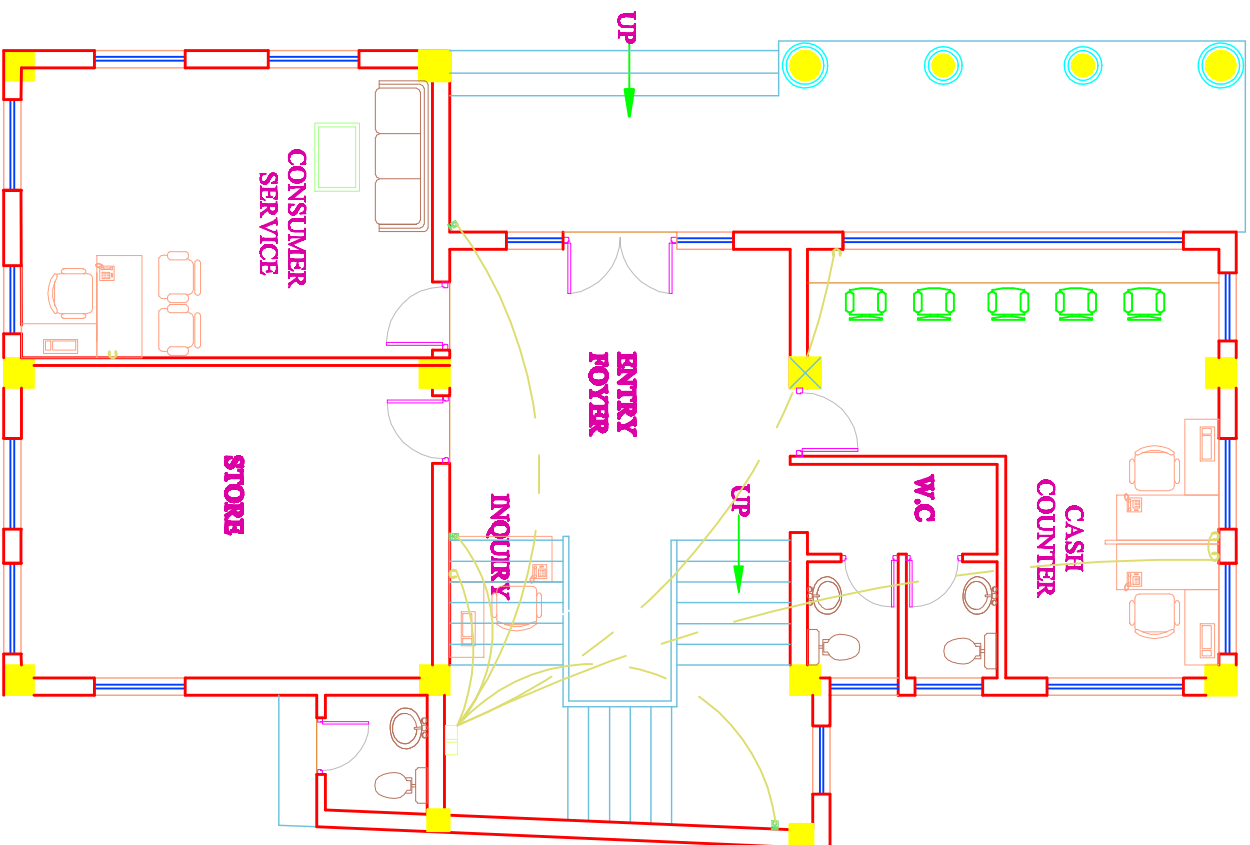 UP
CONSUMER
SERVICE
ENTRY
FOYER
STORE
INQUIRY
UP
W.C
CASH
COUNTER